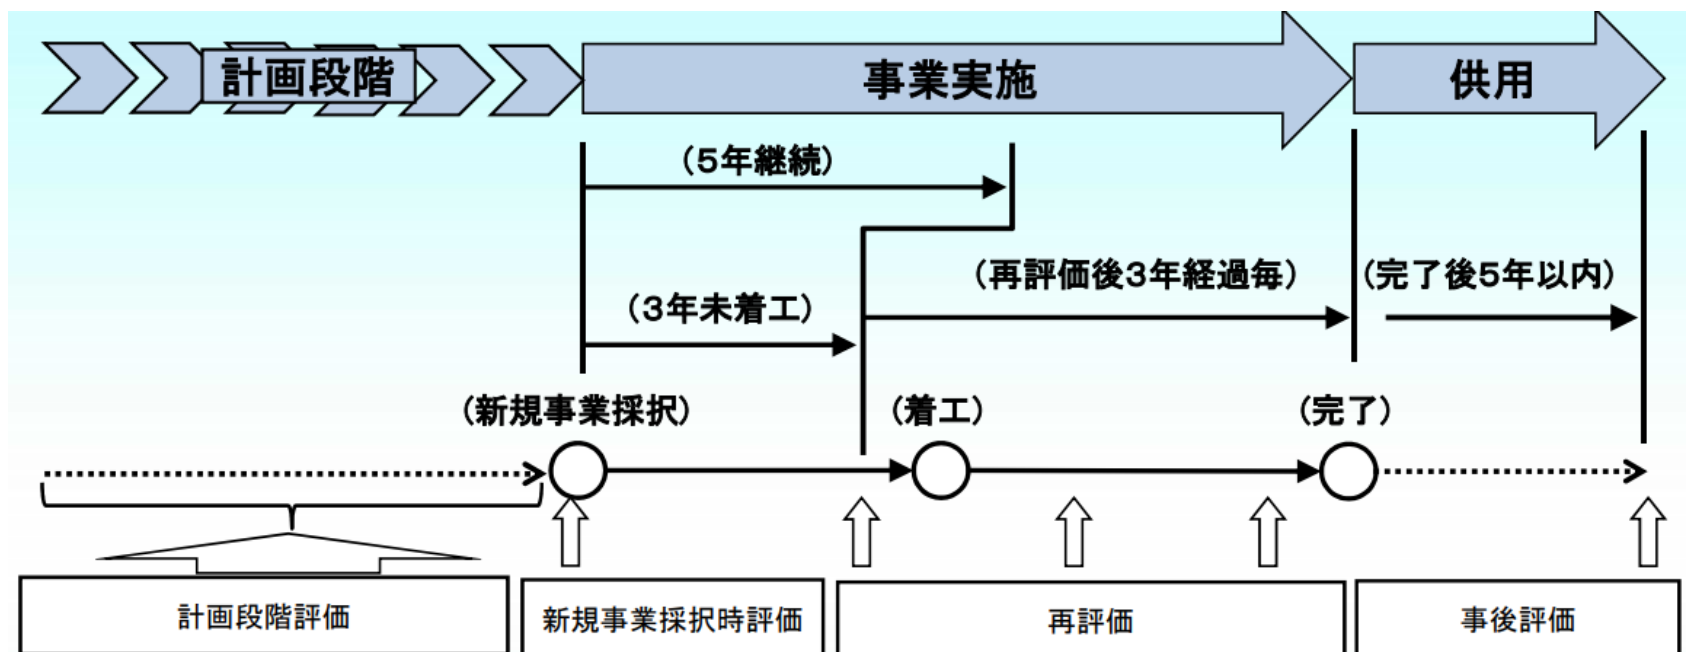 計画段階
事業実施
供用
(5年継続)
(再評価後3年経過毎)
(完了後5年以内)
(3年未着工)
(新規事業採択)
(着工)
(完了)
計画段階評価
新規事業採択時評価
再評価
事後評価